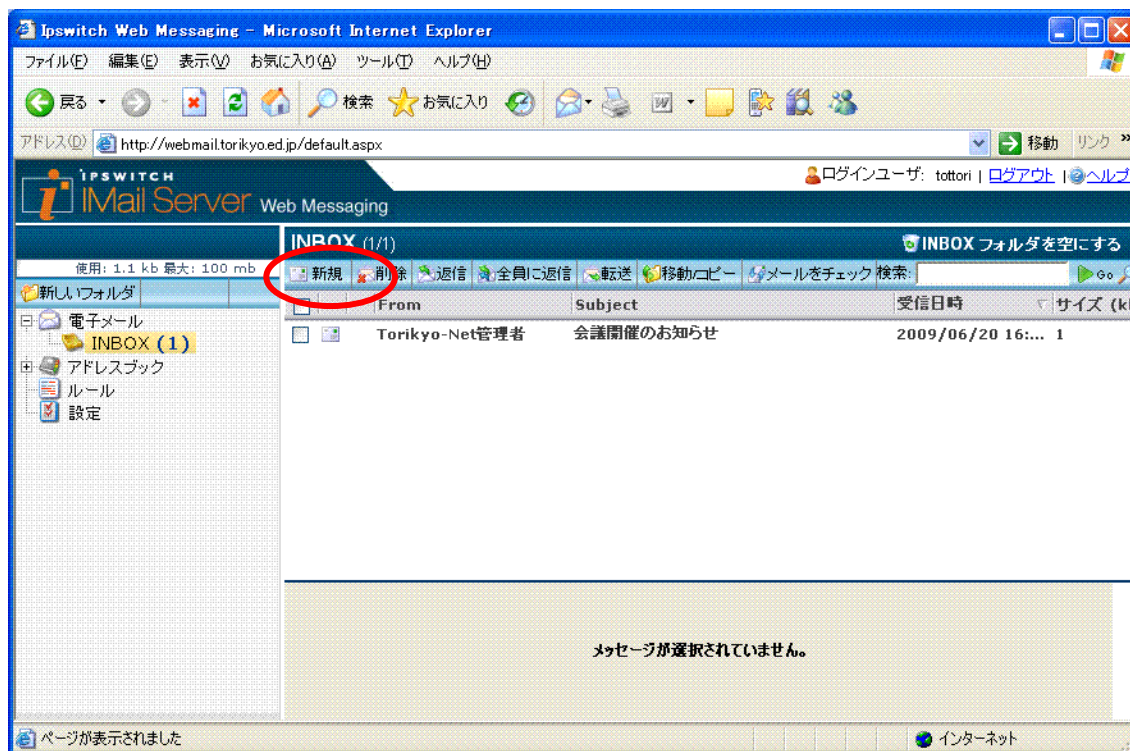 Ipswitch Web Messaging - Microsoft Internet Explorer
ファイル(F) 編集(E) 表示(V) お気に入り(A) ツール(T) ヘルプ(H)
戻る 検索 お気に入り
アドレス(D) http://webmail.torikyo.ed.jp/default.aspx 移動 リンク »
IPSWITCH
IMail Server Web Messaging
ログインユーザ: tottori | ログアウト | ヘルプ
INBOX (1/1) INBOX フォルダを空にする
使用: 1.1 kb 最大: 100 mb
新規 削除 返信 全員に返信 転送 移動/コピー メールをチェック 検索: Go
新しいフォルダ
From Subject 受信日時 サイズ (k
電子メール
INBOX (1)
Torikyo-Net管理者 会議開催のお知らせ 2009/06/20 16:... 1
アドレスブック
ルール
設定
メッセージが選択されていません。
ページが表示されました インターネット